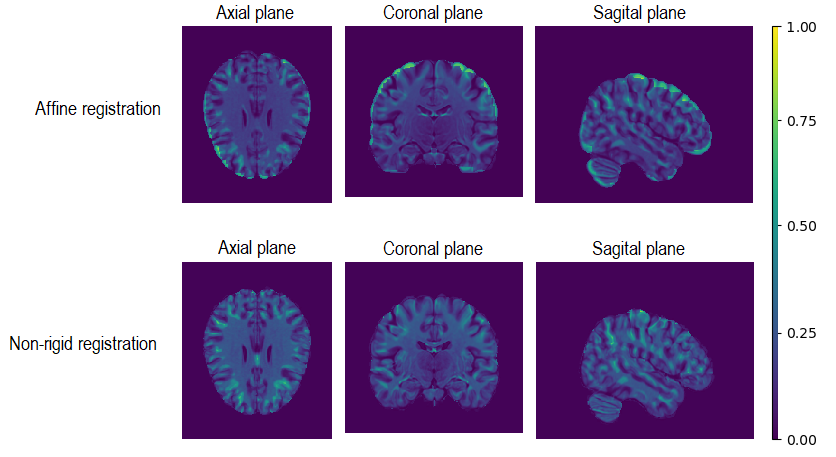 Axial plane
Coronal plane
Sagital plane
Affine registration
1.00
0.75
0.50
0.25
0.00
Axial plane
Coronal plane
Sagital plane
Non-rigid registration